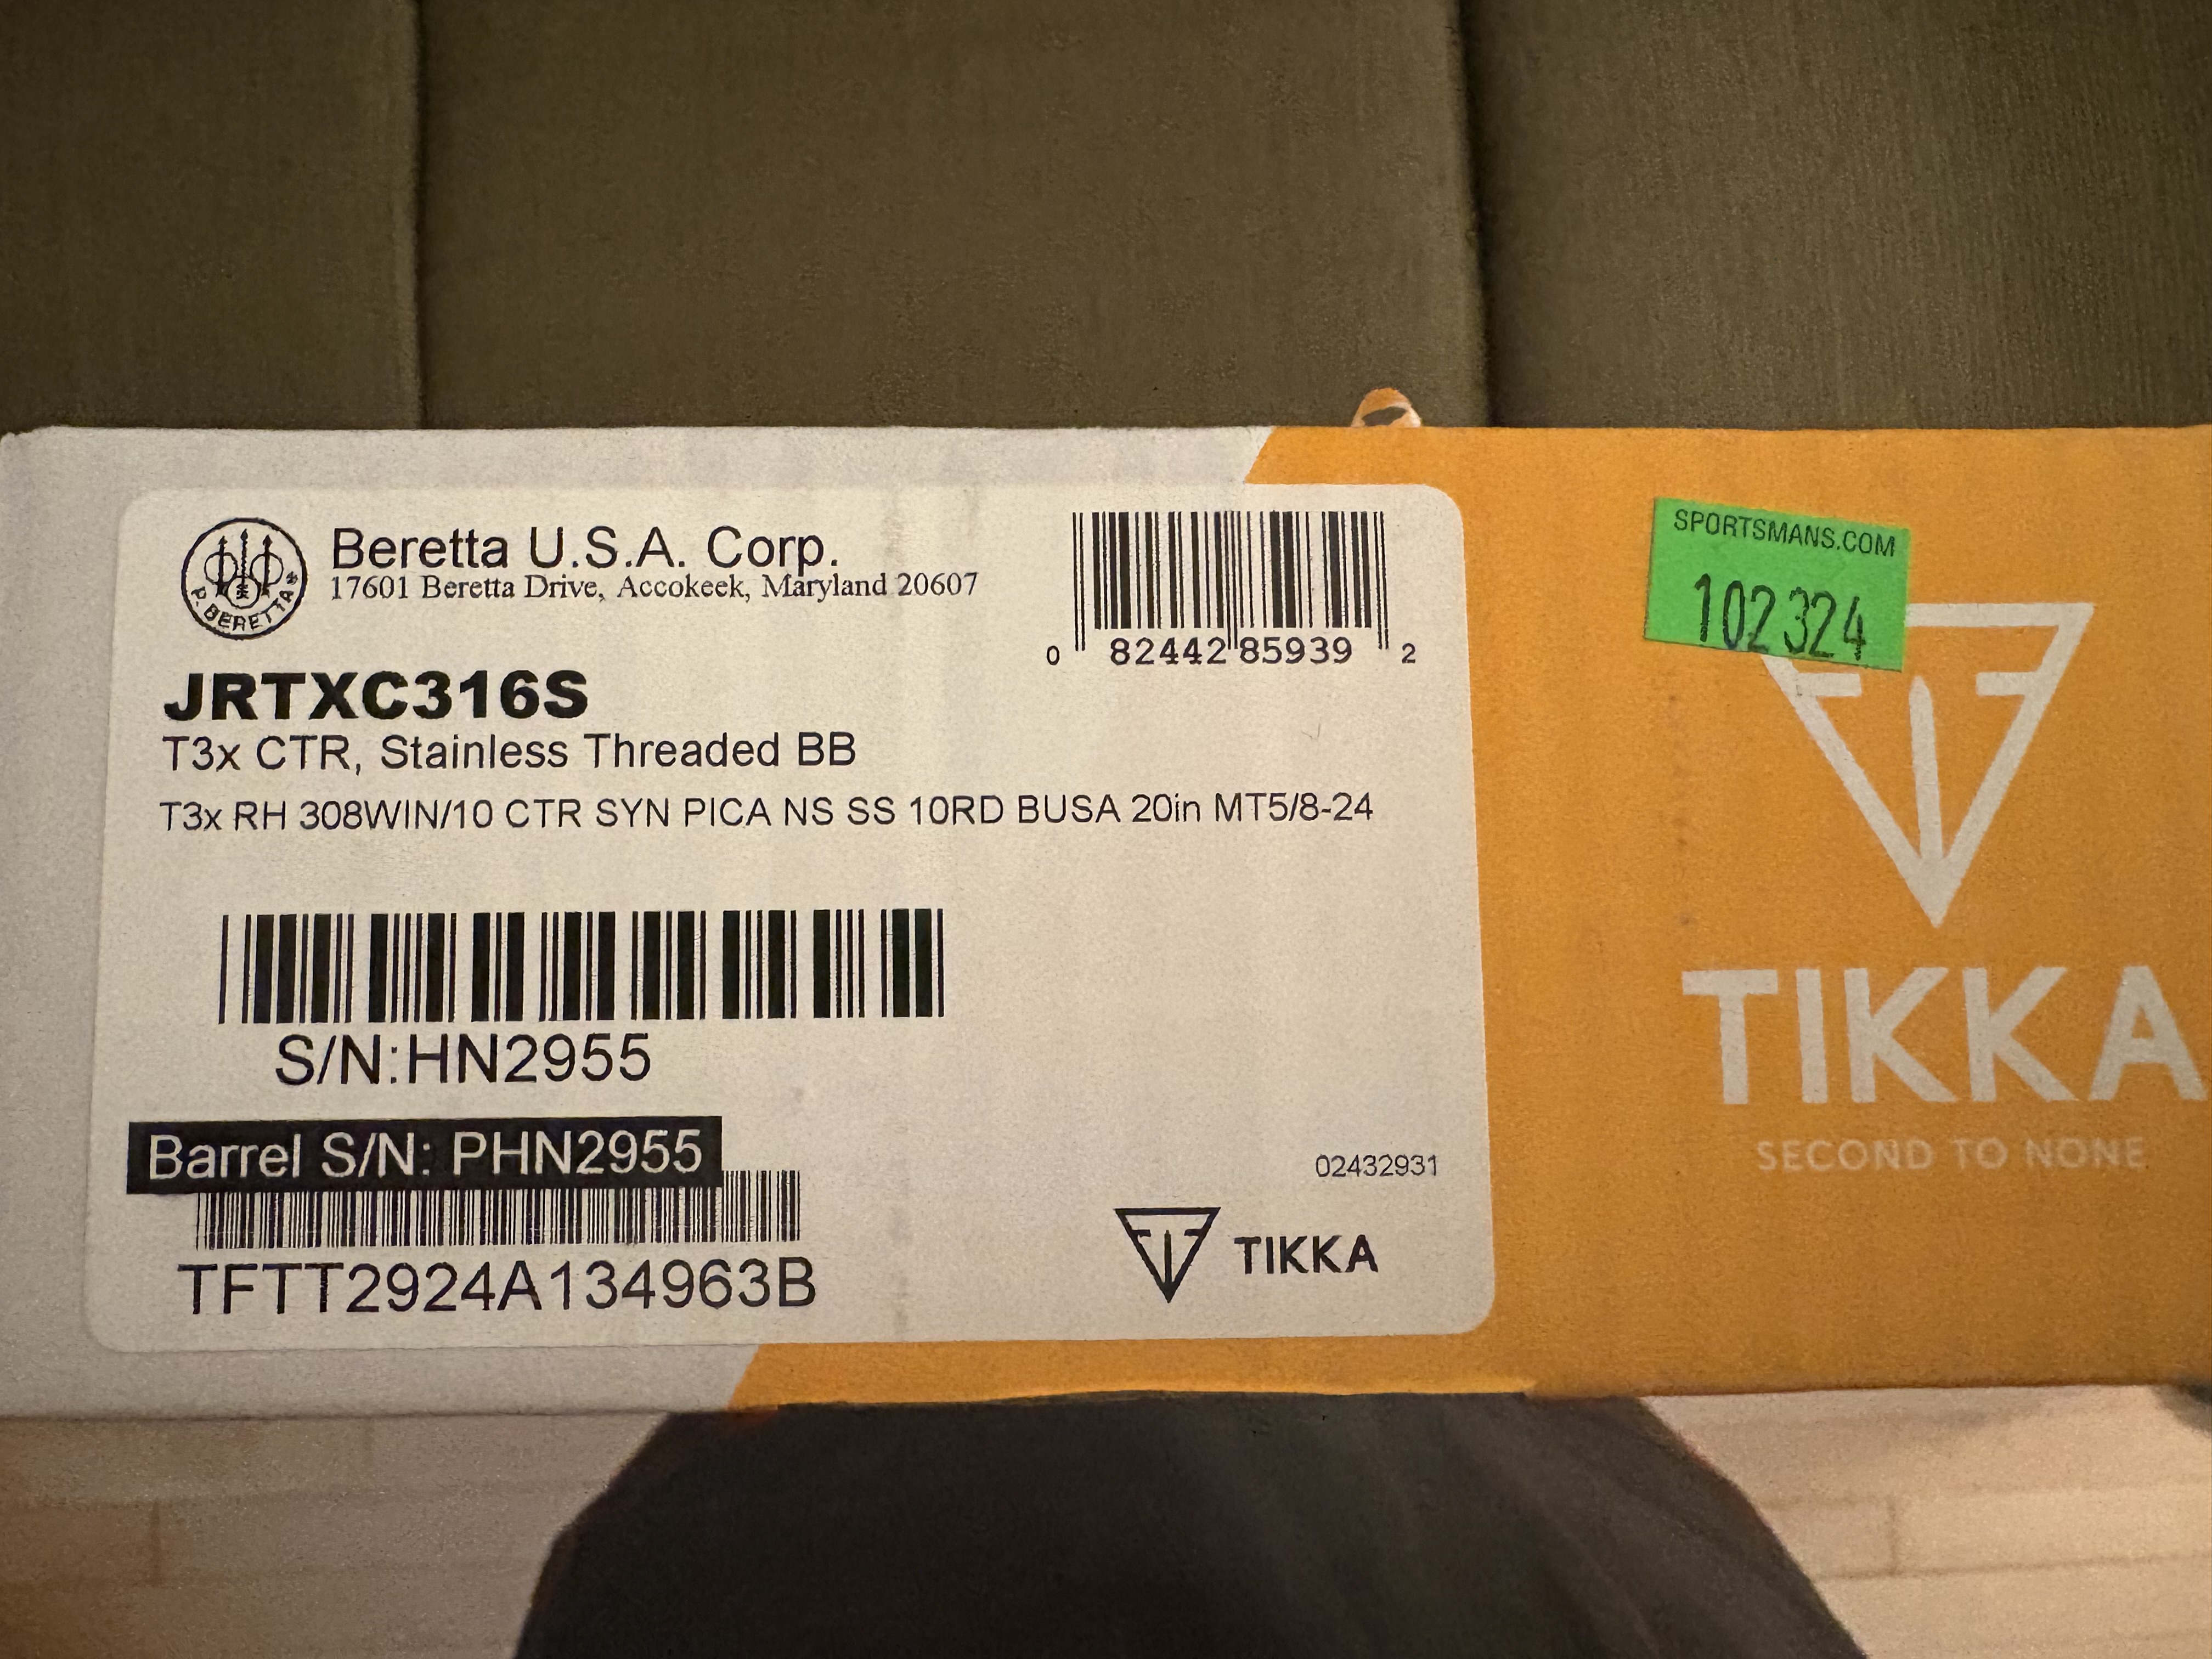 Beretta U.S.A. Corp.
17601 Beretta Drive, Accokeek, Maryland 20607
P. BERETTA
0 82442 85939 2
JRTXC316S
T3x CTR, Stainless Threaded BB
T3x RH 308WIN/10 CTR SYN PICA NS SS 10RD BUSA 20in MT5/8-24
S/N:HN2955
Barrel S/N: PHN2955
TFTT2924A134963B
02432931
TIKKA
SPORTSMANS.COM
102324
TIKKA
SECOND TO NONE